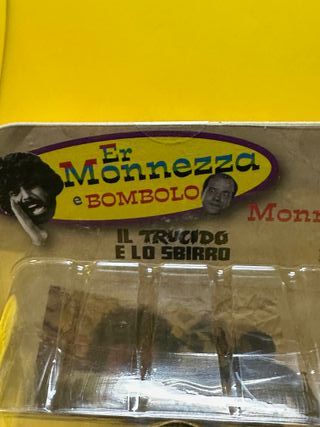 Er
Monnezza
e BOMBOLO
Monn
IL TRUCIDO
E LO SBIRRO